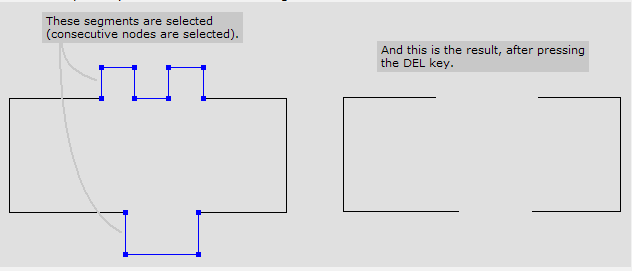 These segments are selected
(consecutive nodes are selected).
And this is the result, after pressing
the DEL key.